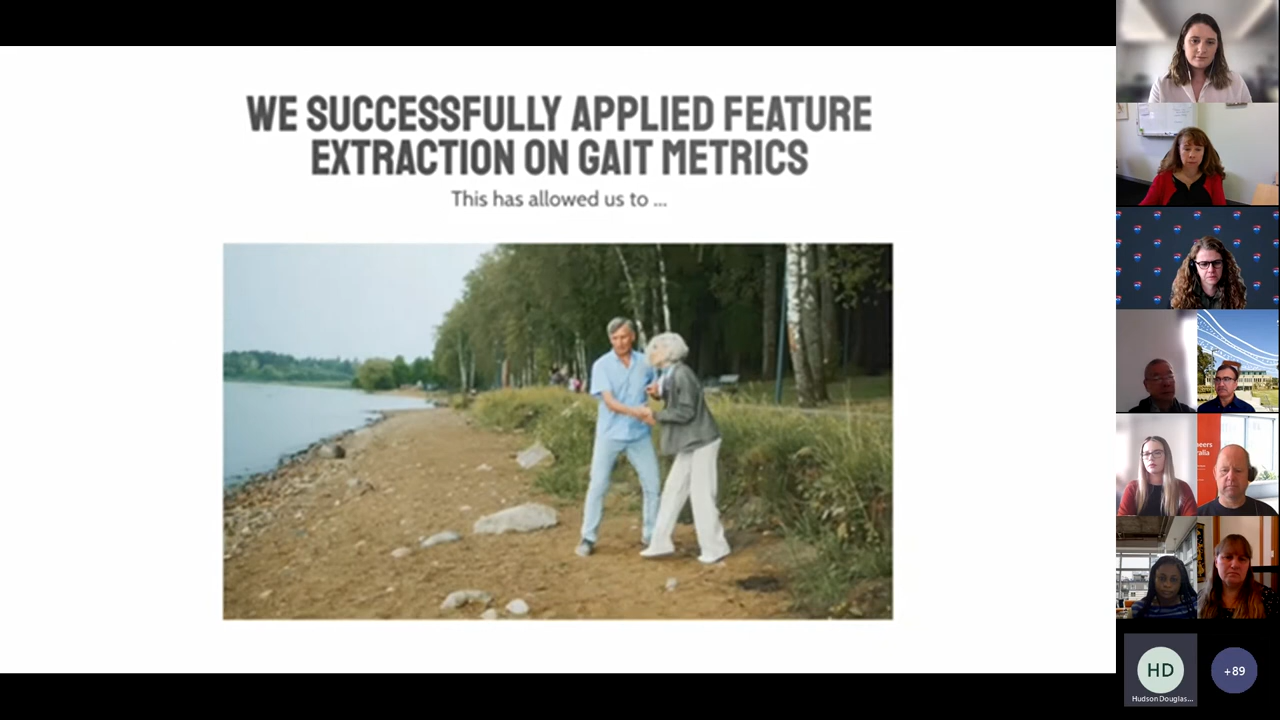 WE SUCCESSFULLY APPLIED FEATURE
EXTRACTION ON GAIT METRICS
This has allowed us to ...
HD
Hudson Douglas...
+89